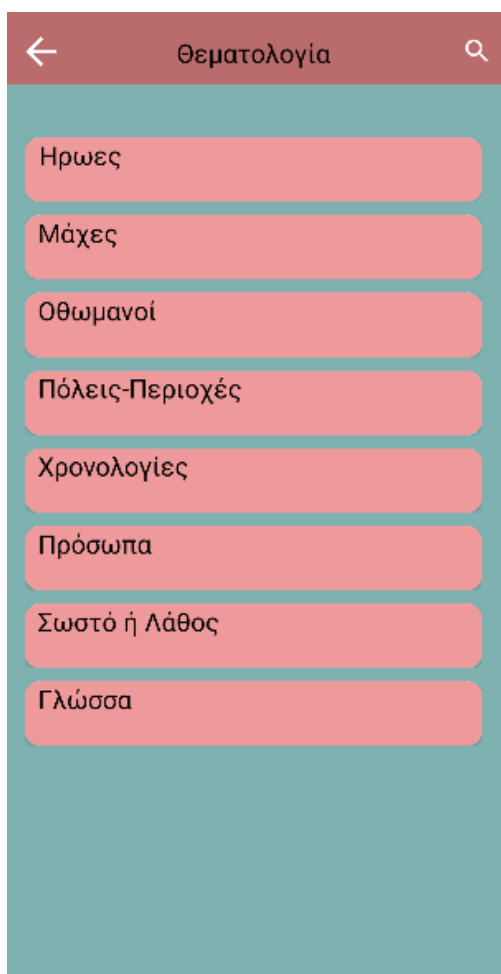 Θεματολογία
Ηρωες
Μάχες
Οθωμανοί
Πόλεις-Περιοχές
Χρονολογίες
Πρόσωπα
Σωστό ή Λάθος
Γλώσσα